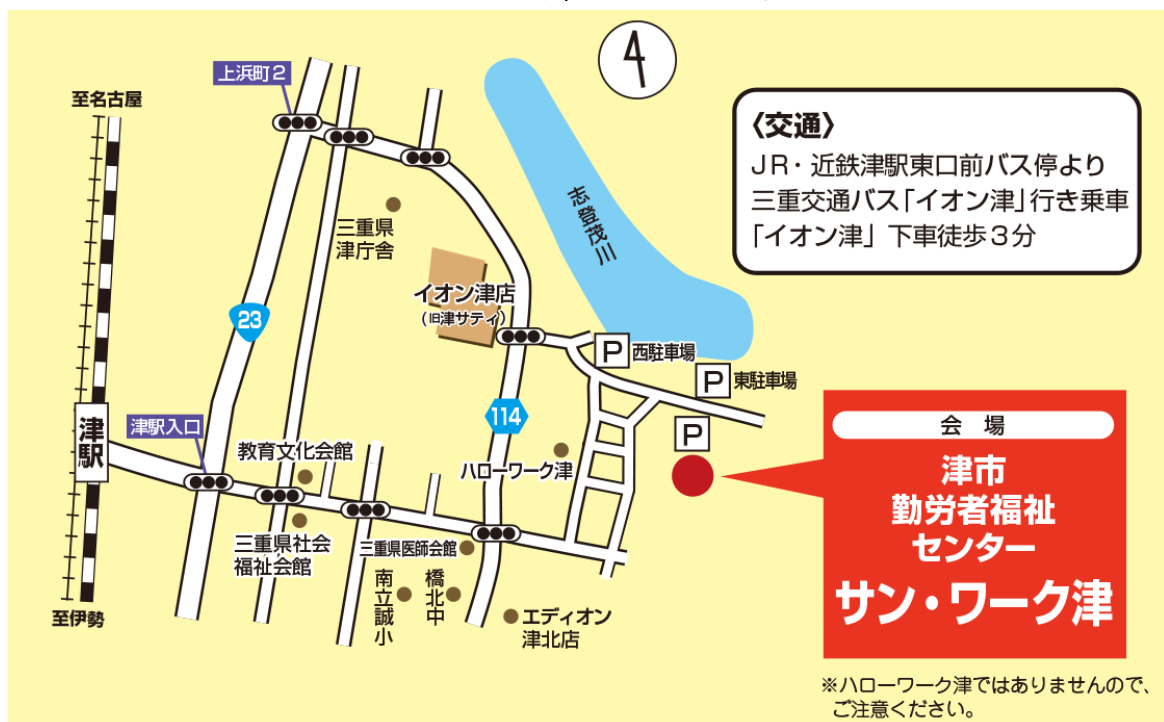 上浜町2
至名古屋
〈交通〉
JR・近鉄津駅東口前バス停より
三重交通バス「イオン津」行き乗車
「イオン津」下車徒歩3分
志登茂川
三重県
津庁舎
イオン津店
(旧津サティ)
23
P 西駐車場
P 東駐車場
114
P
津駅
津駅入口
教育文化会館
ハローワーク津
会場
津市
勤労者福祉
センター
サン・ワーク津
三重県社会
福祉会館
三重県医師会館
南立誠小
橋北中
エディオン
津北店
至伊勢
※ハローワーク津ではありませんので、
ご注意ください。